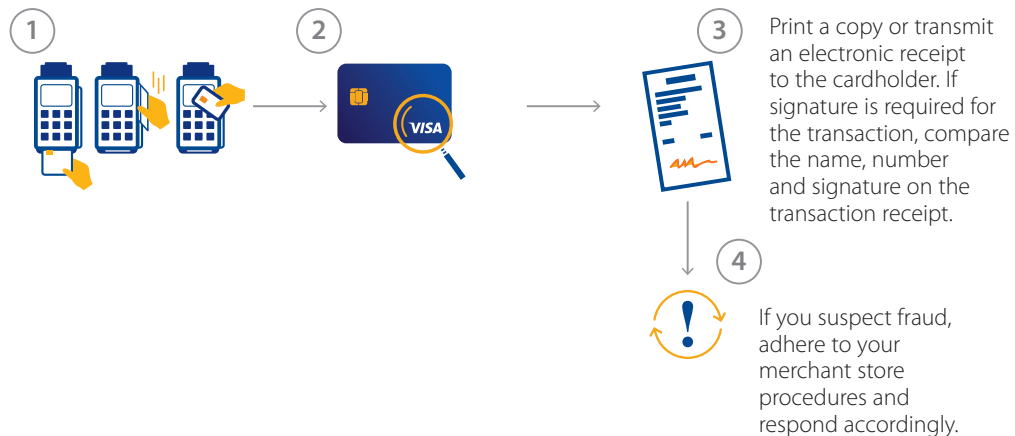 1
2
VISA
3
Print a copy or transmit
an electronic receipt
to the cardholder. If
signature is required for
the transaction, compare
the name, number
and signature on the
transaction receipt.
4
If you suspect fraud,
adhere to your
merchant store
procedures and
respond accordingly.